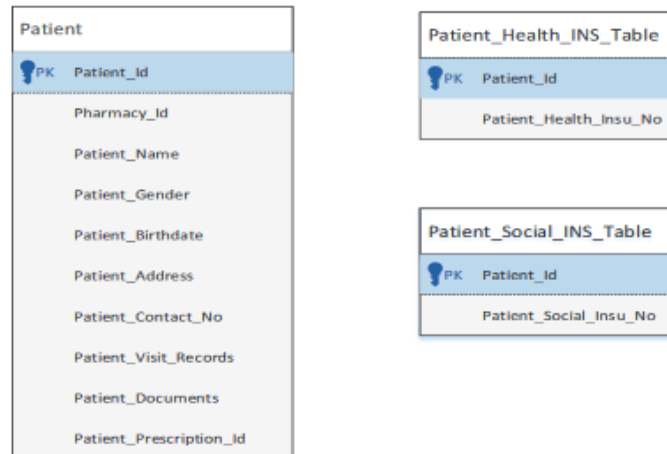 Patient
PK Patient_Id
Pharmacy_Id
Patient_Name
Patient_Gender
Patient_Birthdate
Patient_Address
Patient_Contact_No
Patient_Visit_Records
Patient_Documents
Patient_Prescription_Id
Patient_Health_INS_Table
PK Patient_Id
Patient_Health_Insu_No
Patient_Social_INS_Table
PK Patient_Id
Patient_Social_Insu_No